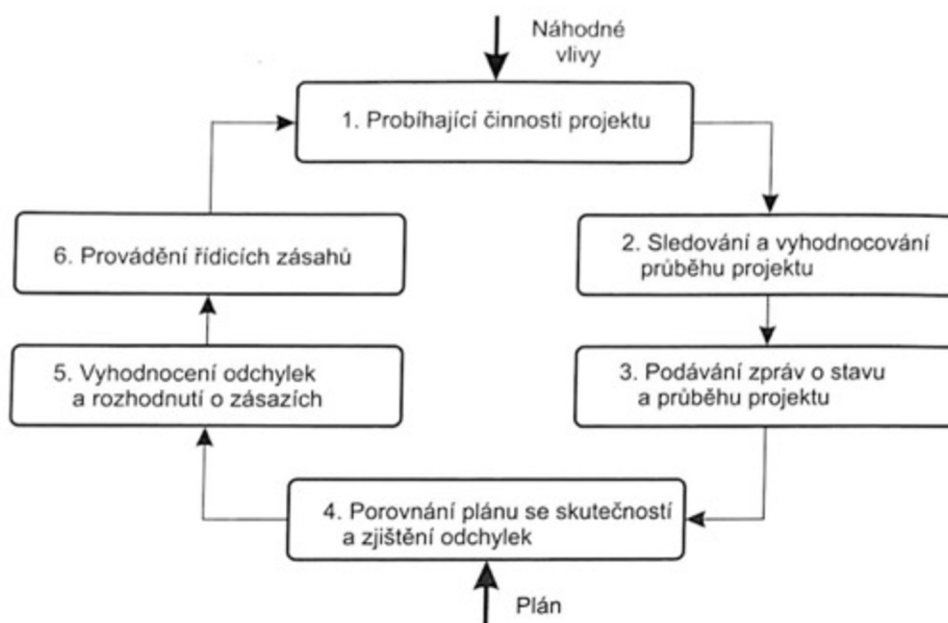 Náhodné
vlivy
1. Probíhající činnosti projektu
2. Sledování a vyhodnocování
průběhu projektu
3. Podávání zpráv o stavu
a průběhu projektu
4. Porovnání plánu se skutečností
a zjištění odchylek
Plán
5. Vyhodnocení odchylek
a rozhodnutí o zásazích
6. Provádění řídicích zásahů